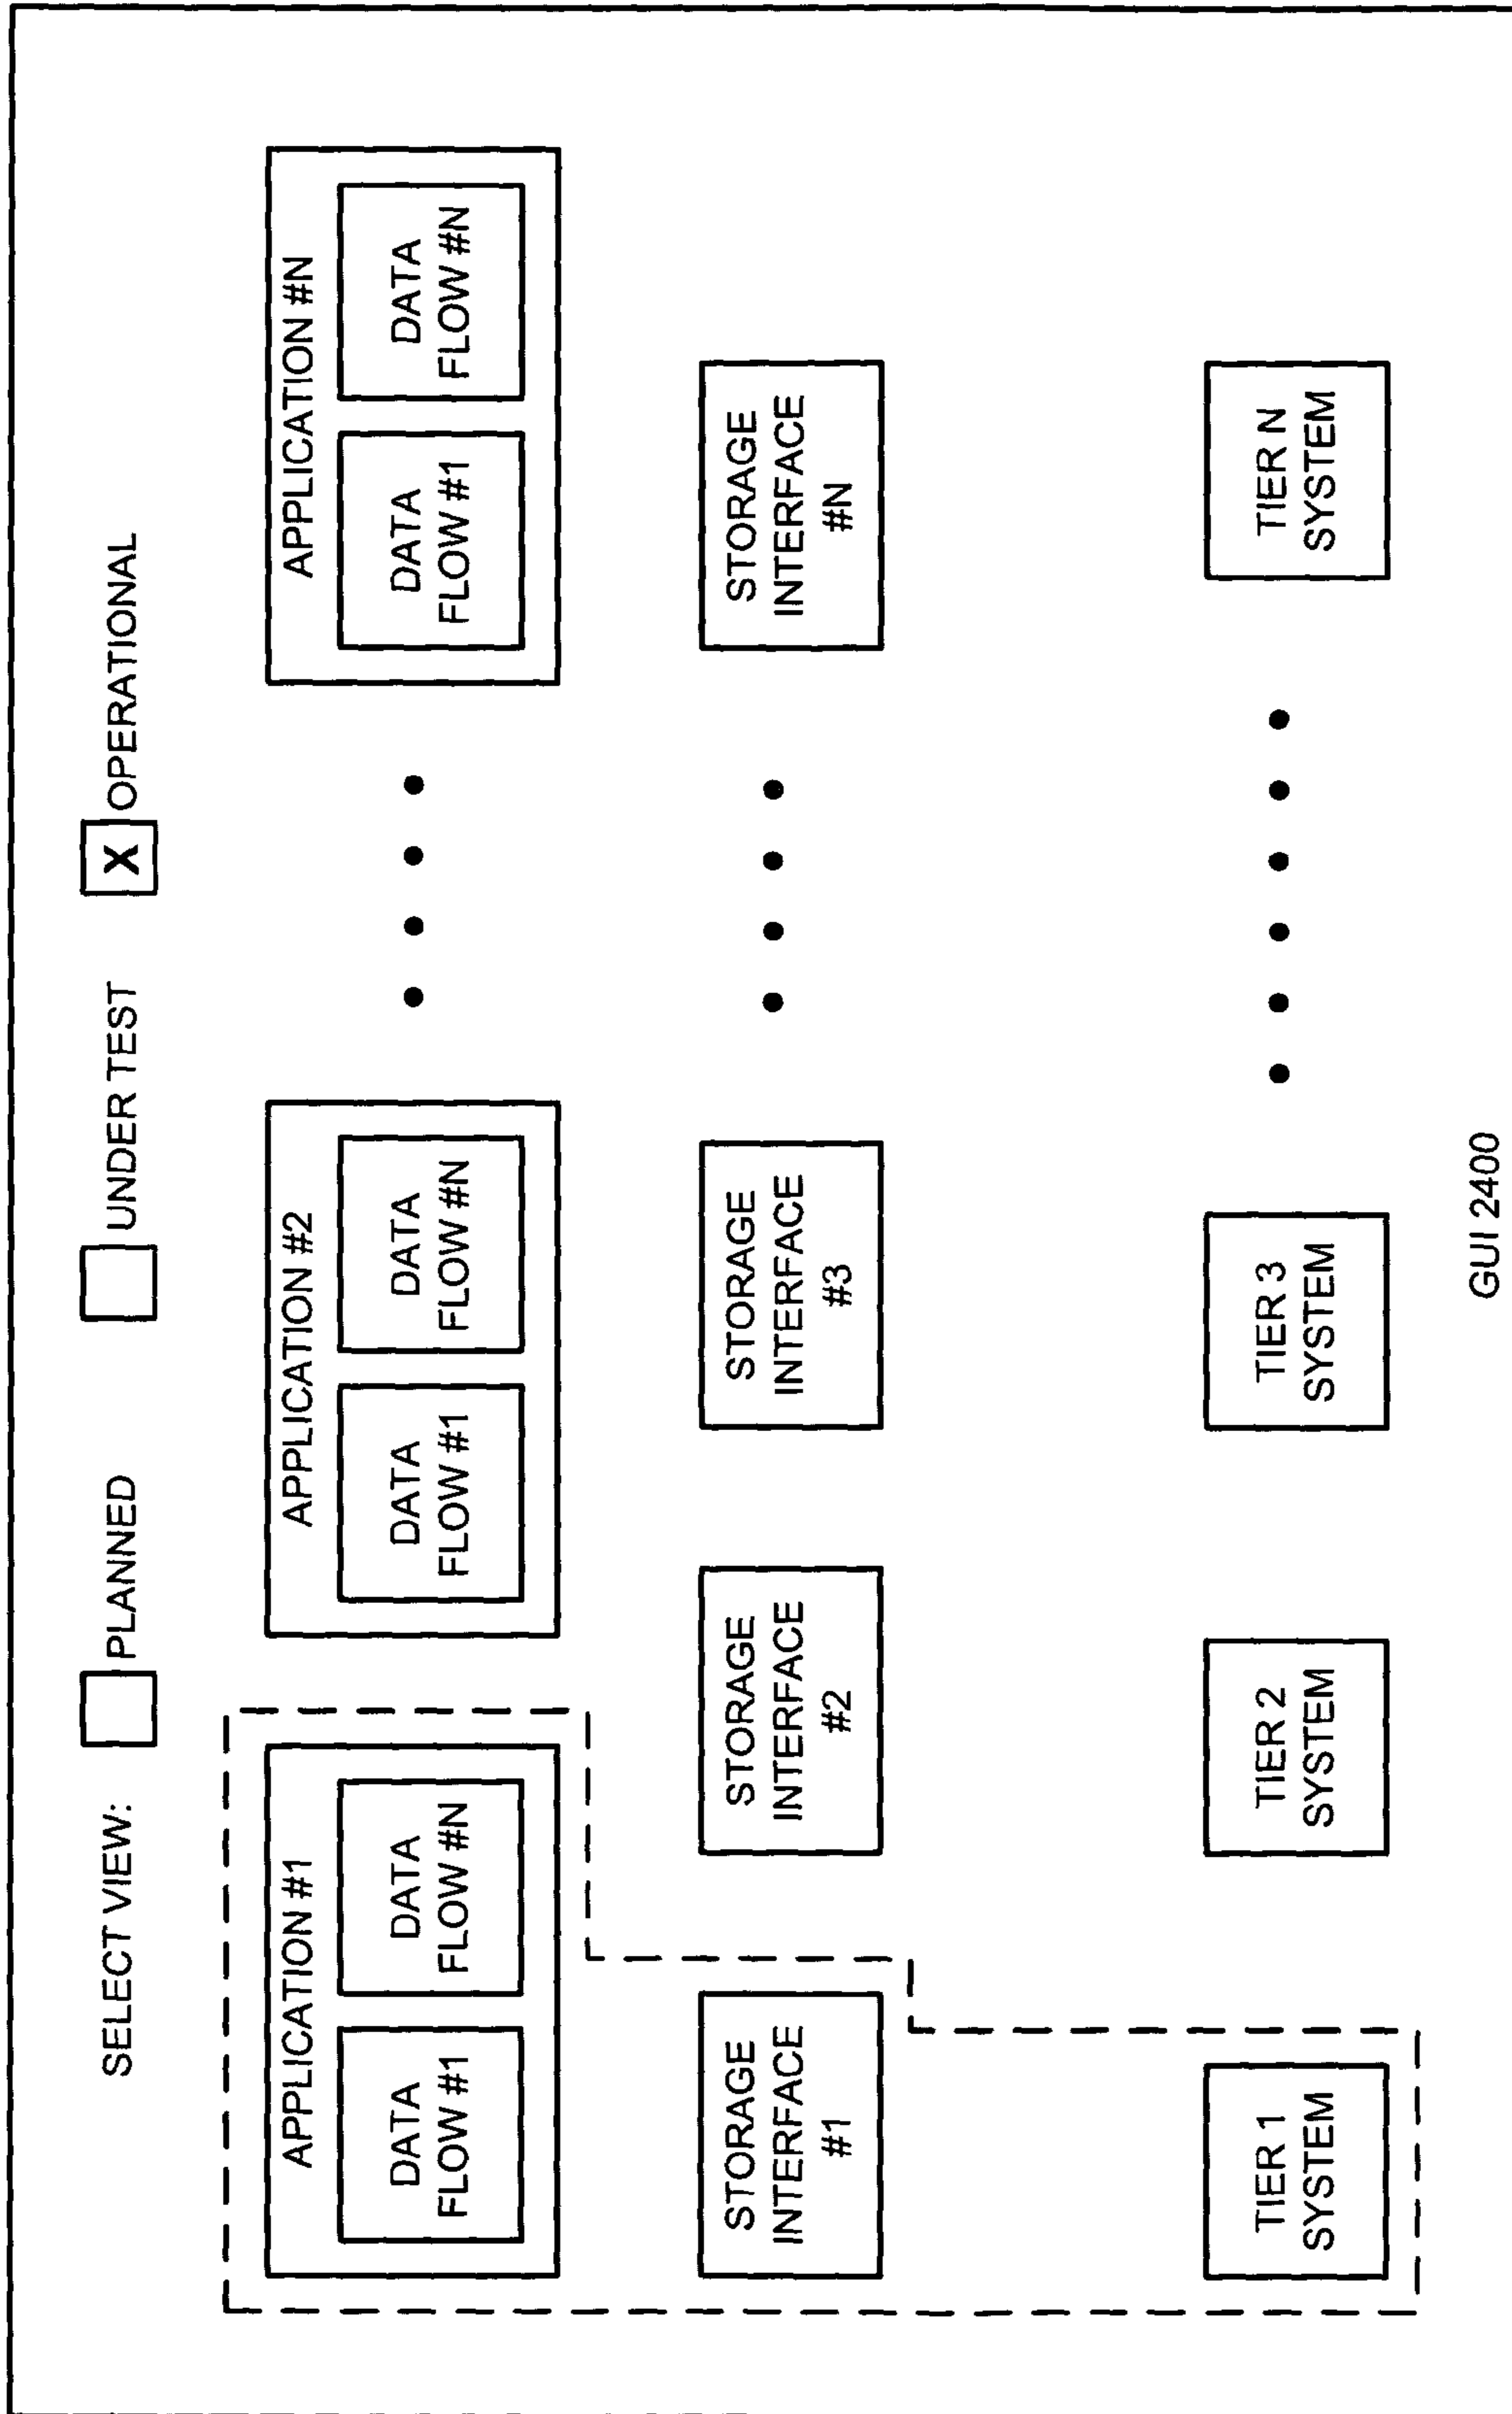 SELECT VIEW:
PLANNED
UNDER TEST
X OPERATIONAL
APPLICATION #1
DATA
FLOW #1
DATA
FLOW #N
APPLICATION #2
DATA
FLOW #1
DATA
FLOW #N
APPLICATION #N
DATA
FLOW #1
DATA
FLOW #N
STORAGE
INTERFACE
#1
STORAGE
INTERFACE
#2
STORAGE
INTERFACE
#3
STORAGE
INTERFACE
#N
TIER 1
SYSTEM
TIER 2
SYSTEM
TIER 3
SYSTEM
TIER N
SYSTEM
GUI 2400